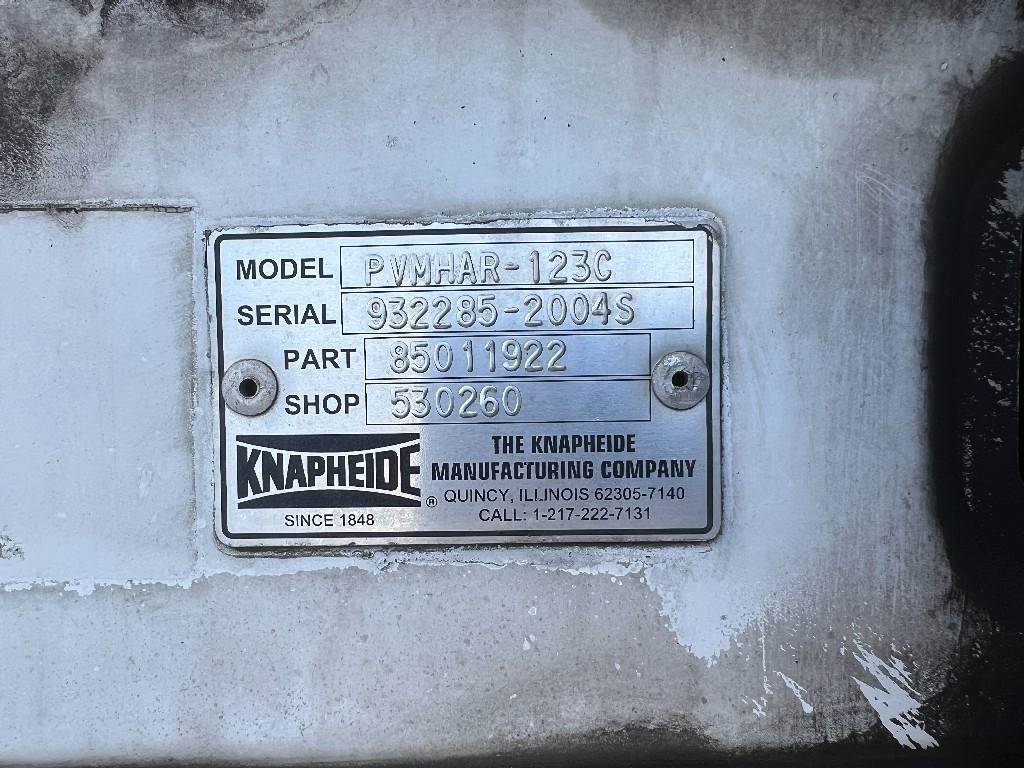 MODEL PVMHAR-123C
SERIAL 932285-2004S
PART 85011922
SHOP 530260
KNAPHEIDE ®
SINCE 1848
THE KNAPHEIDE
MANUFACTURING COMPANY
QUINCY, ILLINOIS 62305-7140
CALL: 1-217-222-7131